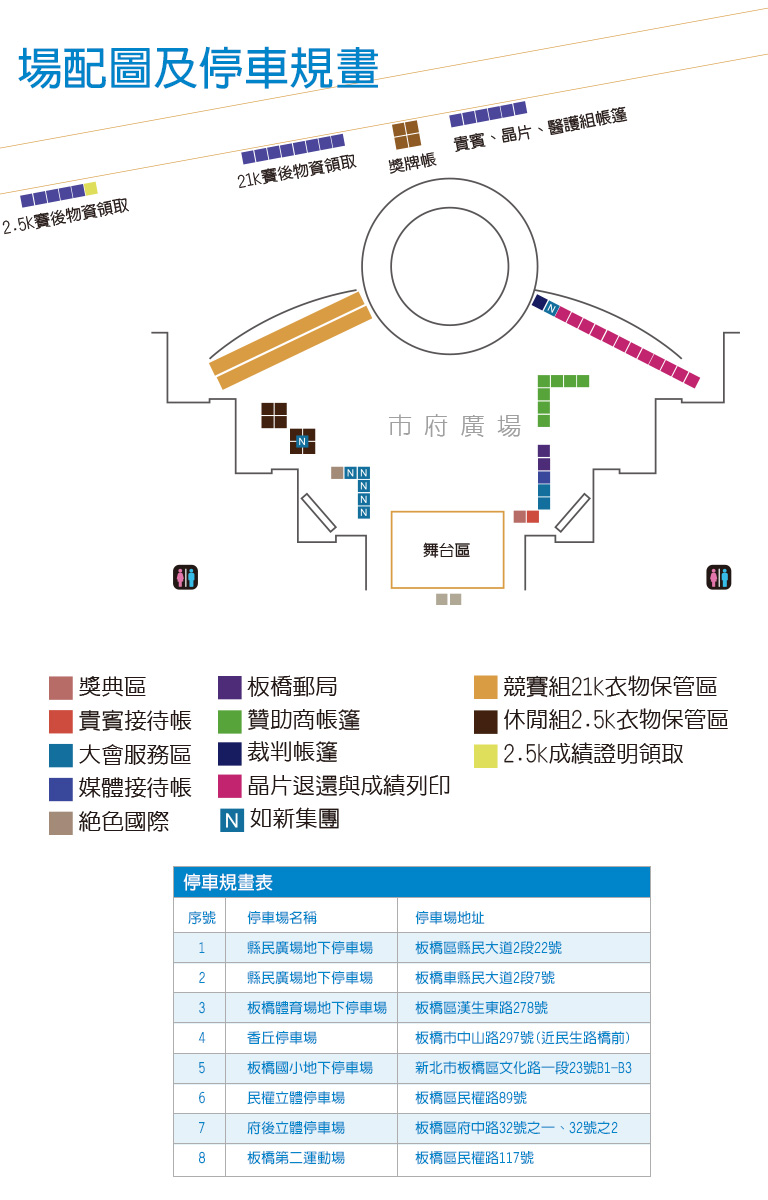 場配圖及停車規畫
貴賓、晶片、醫護組帳篷
獎牌帳
21K賽後物資領取
2.5K賽後物資領取
N
市府廣場
N
N N
N
N
N
舞台區
獎典區
板橋郵局
競賽組21K衣物保管區
貴賓接待帳
贊助商帳篷
休閒組2.5K衣物保管區
大會服務區
裁判帳篷
2.5K成績證明領取
媒體接待帳
晶片退還與成績列印
絕色國際
N 如新集團
停車規畫表
序號 停車場名稱 停車場地址
1 縣民廣場地下停車場 板橋區縣民大道2段22號
2 縣民廣場地下停車場 板橋車縣民大道2段7號
3 板橋體育場地下停車場 板橋區漢生東路278號
4 香丘停車場 板橋市中山路297號(近民生路橋前)
5 板橋國小地下停車場 新北市板橋區文化路一段23號B1-B3
6 民權立體停車場 板橋區民權路89號
7 府後立體停車場 板橋區府中路32號之一、32號之2
8 板橋第二運動場 板橋區民權路117號